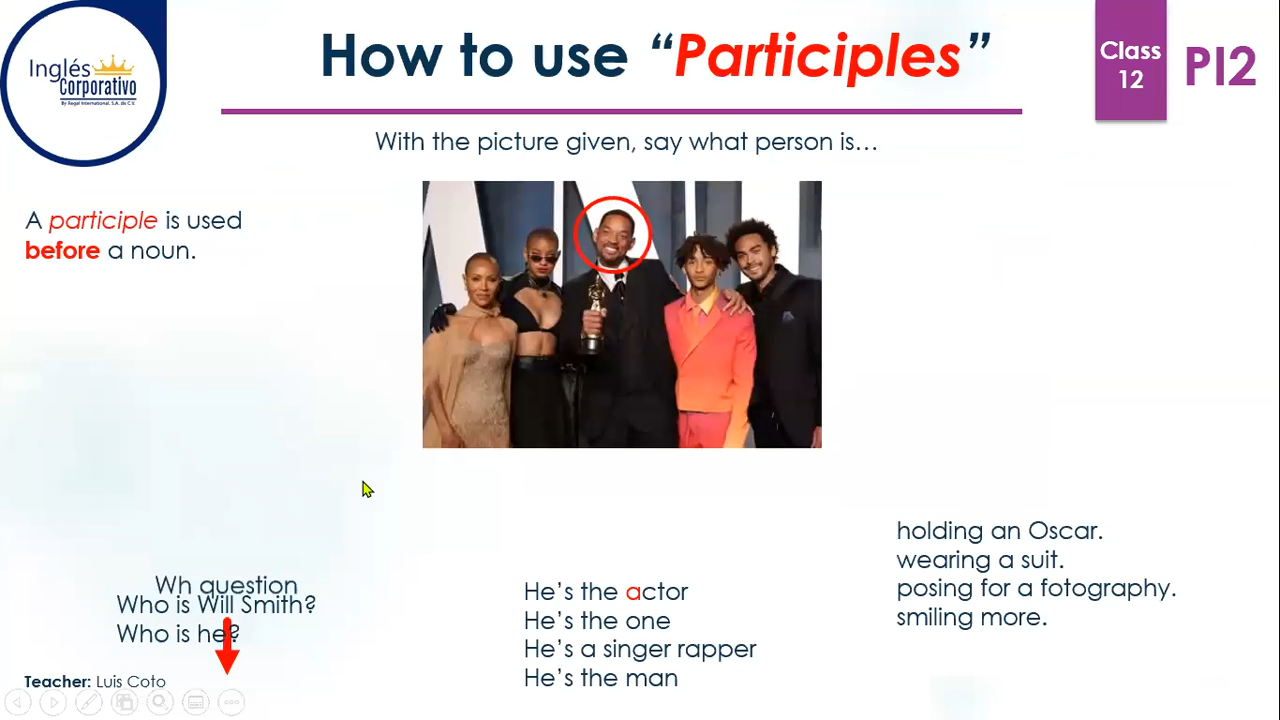 Inglés
Corporativo
By Regal International, S.A. de C.V.
How to use “Participles”
Class
12
PI2
With the picture given, say what person is…
A participle is used
before a noun.
Wh question
Who is Will Smith?
Who is he?
He’s the actor
He’s the one
He’s a singer rapper
He’s the man
holding an Oscar.
wearing a suit.
posing for a fotography.
smiling more.
Teacher: Luis Coto